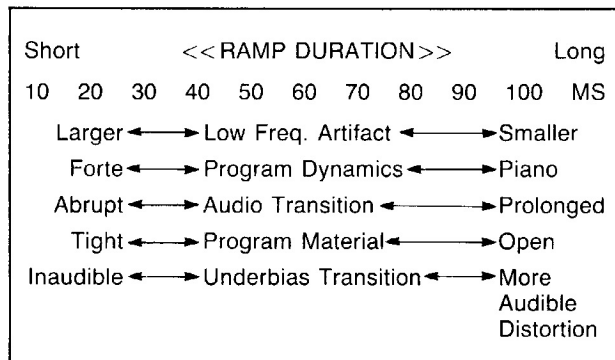 Short <<RAMP DURATION>> Long
10 20 30 40 50 60 70 80 90 100 MS
Larger Low Freq. Artifact Smaller
Forte Program Dynamics Piano
Abrupt Audio Transition Prolonged
Tight Program Material Open
Inaudible Underbias Transition More
Audible
Distortion